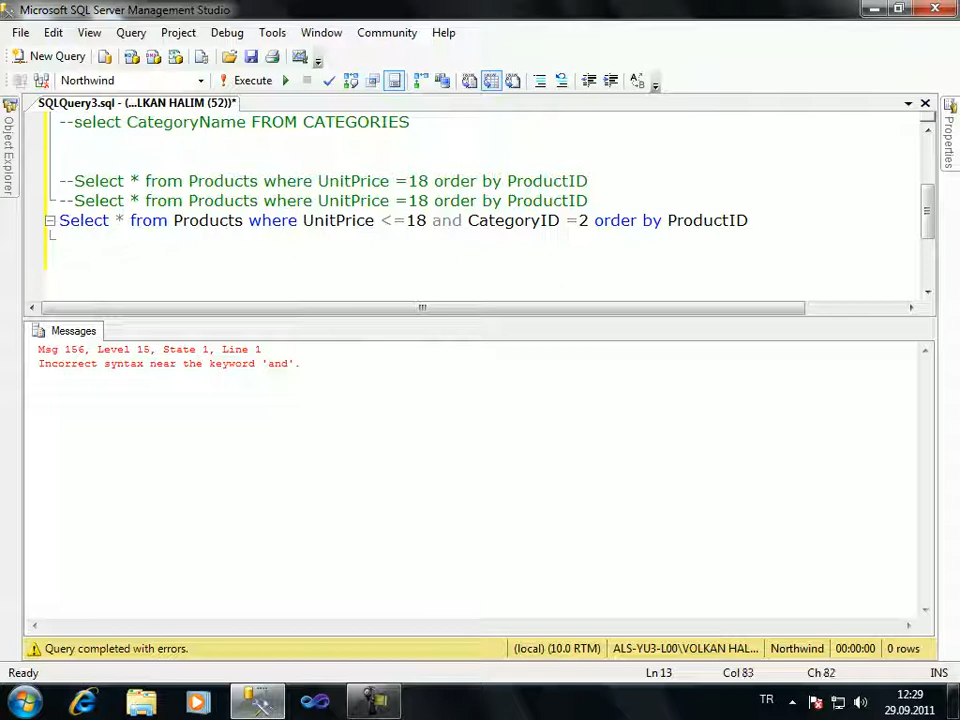 Microsoft SQL Server Management Studio
File Edit View Query Project Debug Tools Window Community Help
New Query
Northwind Execute
SQLQuery3.sql - (...LKAN HALIM (52))*
Object Explorer
Properties
--select CategoryName FROM CATEGORIES
--Select * from Products where UnitPrice =18 order by ProductID
--Select * from Products where UnitPrice =18 order by ProductID
Select * from Products where UnitPrice <=18 and CategoryID =2 order by ProductID
Messages
Msg 156, Level 15, State 1, Line 1
Incorrect syntax near the keyword 'and'.
Query completed with errors. (local) (10.0 RTM) ALS-YU3-L00\VOLKAN HAL... Northwind 00:00:00 0 rows
Ready Ln 13 Col 83 Ch 82 INS
TR 12:29
29.09.2011